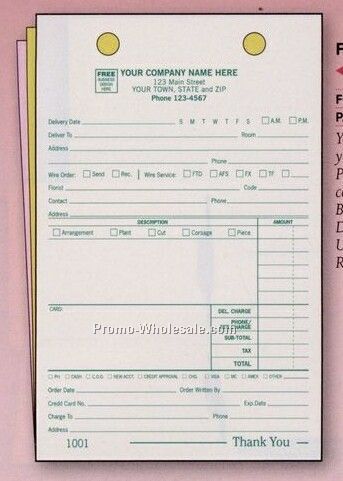 FREE
BUSINESS
DESIGN
HERE
YOUR COMPANY NAME HERE
123 Main Street
YOUR TOWN, STATE and ZIP
Phone 123-4567
Delivery Date S M T W T F S A.M. P.M.
Deliver To Room
Address
Phone
Wire Order: Send Rec. Wire Service: FTD AFS FX TF
Florist Code
Contact Phone
Address
DESCRIPTION AMOUNT
Arrangement Plant Cut Corsage Piece
CARD:
DEL. CHARGE
PHONE/
CHARGE
SUB-TOTAL
TAX
TOTAL
Promo-Wholesale.com
PH CASH C.O.D. NEW ACCT. CREDIT APPROVAL CHG. VISA MC AMEX OTHER
Order Date Order Written By
Credit Card No. Exp. Date
Charge To Phone
Address
1001 Thank You